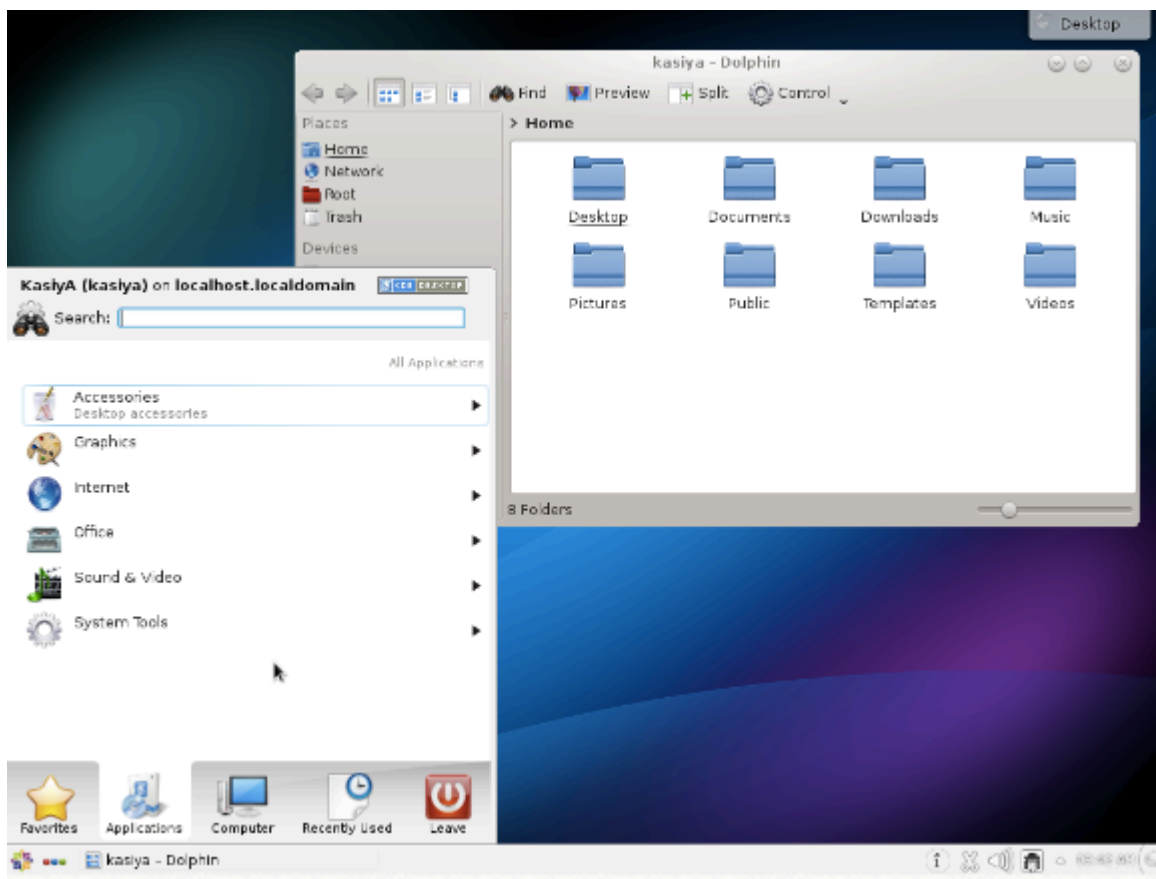 Desktop
kasiya – Dolphin
Find Preview Split Control
Places
> Home
Home
Network
Root
Trash
Devices
Desktop Documents Downloads Music
Pictures Public Templates Videos
8 Folders
KasiyA (kasiya) on localhost.localdomain
KDE DESKTOP
Search:
All Applications
Accessories
Desktop accessories
Graphics
Internet
Office
Sound & Video
System Tools
Favorites Applications Computer Recently Used Leave
kasiya – Dolphin